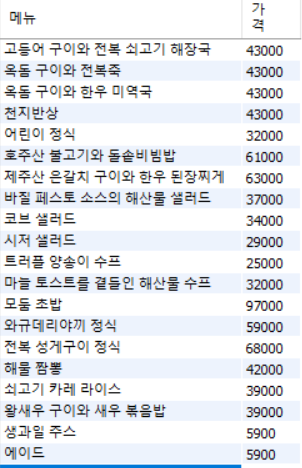 메뉴 가
격
고등어 구이와 전복 쇠고기 해장국 43000
옥돔 구이와 전복죽 43000
옥돔 구이와 한우 미역국 43000
천지반상 43000
어린이 정식 32000
호주산 불고기와 돌솥비빔밥 61000
제주산 은갈치 구이와 한우 된장찌게 63000
바질 페스토 소스의 해산물 샐러드 37000
코브 샐러드 34000
시저 샐러드 29000
트러플 양송이 수프 25000
마늘 토스트를 곁들인 해산물 수프 32000
모둠 초밥 97000
와규데리야끼 정식 59000
전복 성게구이 정식 68000
해물 짬뽕 42000
쇠고기 카레 라이스 39000
왕새우 구이와 새우 볶음밥 39000
생과일 주스 5900
에이드 5900